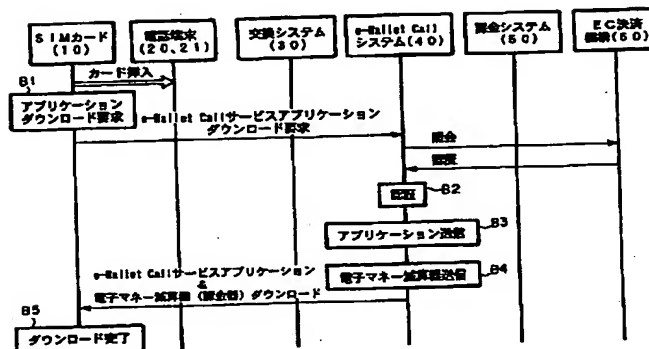 SIMカード
(10)
電話端末
(20、21)
交換システム
(30)
e-Wallet Call
システム(40)
課金システム
(50)
EC決済
機構(60)
カード挿入
B1
アプリケーション
ダウンロード要求
e-Wallet Callサービスアプリケーション
ダウンロード要求
照会
回答
B2
認証
B3
アプリケーション送信
B4
電子マネー減算器送信
e-Wallet Callサービスアプリケーション
&
電子マネー減算器(課金器)ダウンロード
B5
ダウンロード完了